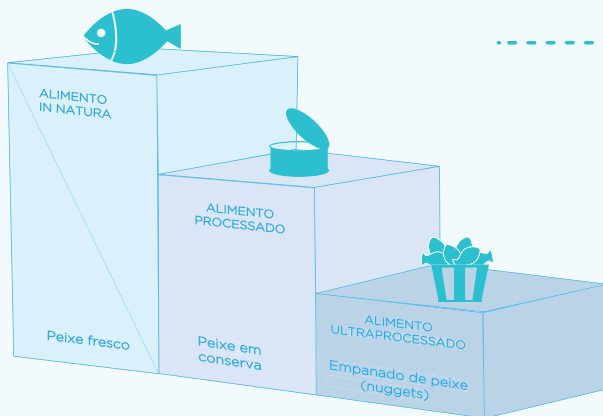 ALIMENTO
IN NATURA
Peixe fresco
ALIMENTO
PROCESSADO
Peixe em
conserva
ALIMENTO
ULTRAPROCESSADO
Empanado de peixe
(nuggets)